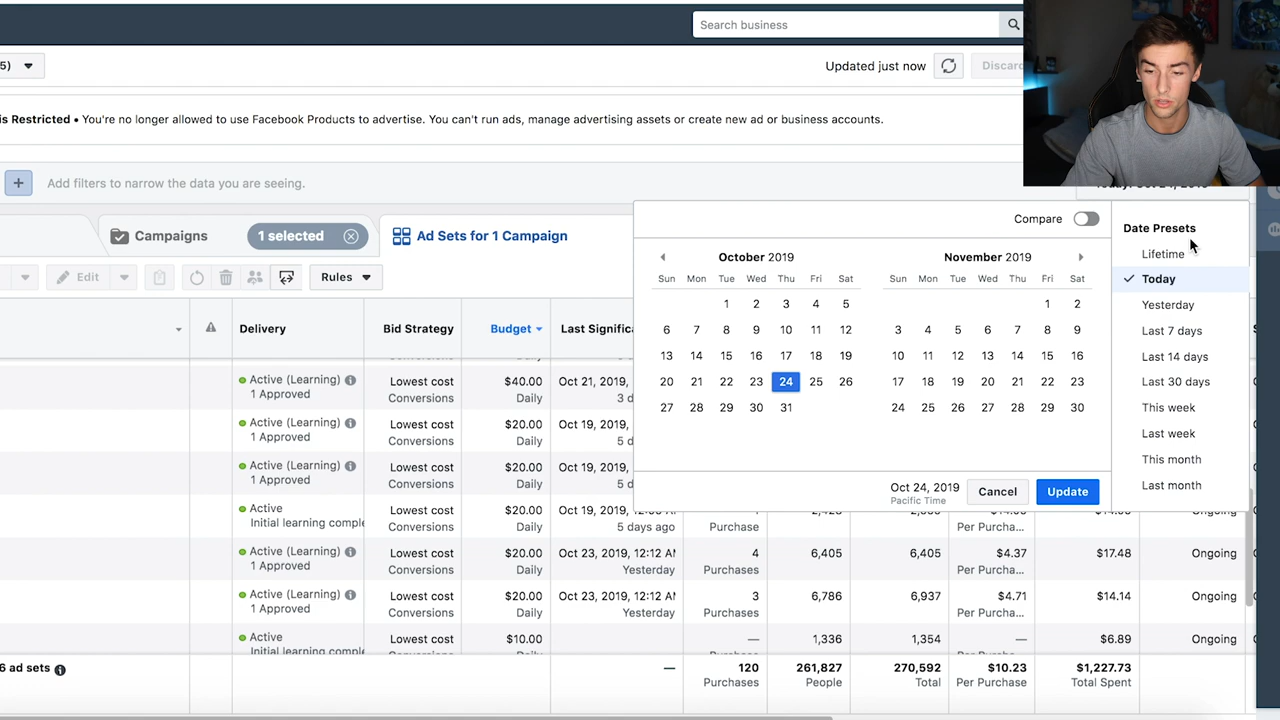 Search business
5)
Updated just now
Discar
is Restricted • You're no longer allowed to use Facebook Products to advertise. You can't run ads, manage advertising assets or create new ad or business accounts.
+ Add filters to narrow the data you are seeing.
Campaigns
1 selected
Ad Sets for 1 Campaign
Edit
Rules
Delivery
Bid Strategy
Budget
Last Significa
Compare
October 2019
Sun Mon Tue Wed Thu Fri Sat
1 2 3 4 5
6 7 8 9 10 11 12
13 14 15 16 17 18 19
20 21 22 23 24 25 26
27 28 29 30 31
November 2019
Sun Mon Tue Wed Thu Fri Sat
1 2
3 4 5 6 7 8 9
10 11 12 13 14 15 16
17 18 19 20 21 22 23
24 25 26 27 28 29 30
Oct 24, 2019
Pacific Time
Cancel
Update
Date Presets
Lifetime
Today
Yesterday
Last 7 days
Last 14 days
Last 30 days
This week
Last week
This month
Last month
Active (Learning) Lowest cost $40.00 Oct 21, 2019,
1 Approved Conversions Daily 3 d
Active (Learning) Lowest cost $20.00 Oct 19, 2019,
1 Approved Conversions Daily 5 d
Active (Learning) Lowest cost $20.00 Oct 19, 2019,
1 Approved Conversions Daily 5 d
Active Lowest cost $20.00 Oct 19, 2019,
Initial learning comple Conversions Daily 5 days ago Purchase Per Purcha...
Ongoing
Active (Learning) Lowest cost $20.00 Oct 23, 2019, 12:12 AM 4 6,405 6,405 $4.37 $17.48 Ongoing
1 Approved Conversions Daily Yesterday Purchases Per Purcha...
Active (Learning) Lowest cost $20.00 Oct 23, 2019, 12:12 AM 3 6,786 6,937 $4.71 $14.14 Ongoing
1 Approved Conversions Daily Yesterday Purchases Per Purcha...
Active Lowest cost $10.00 — 1,336 1,354 — $6.89 Ongoing
6 ad sets — 120 261,827 270,592 $10.23 $1,227.73
Purchases People Total Per Purchase Total Spent